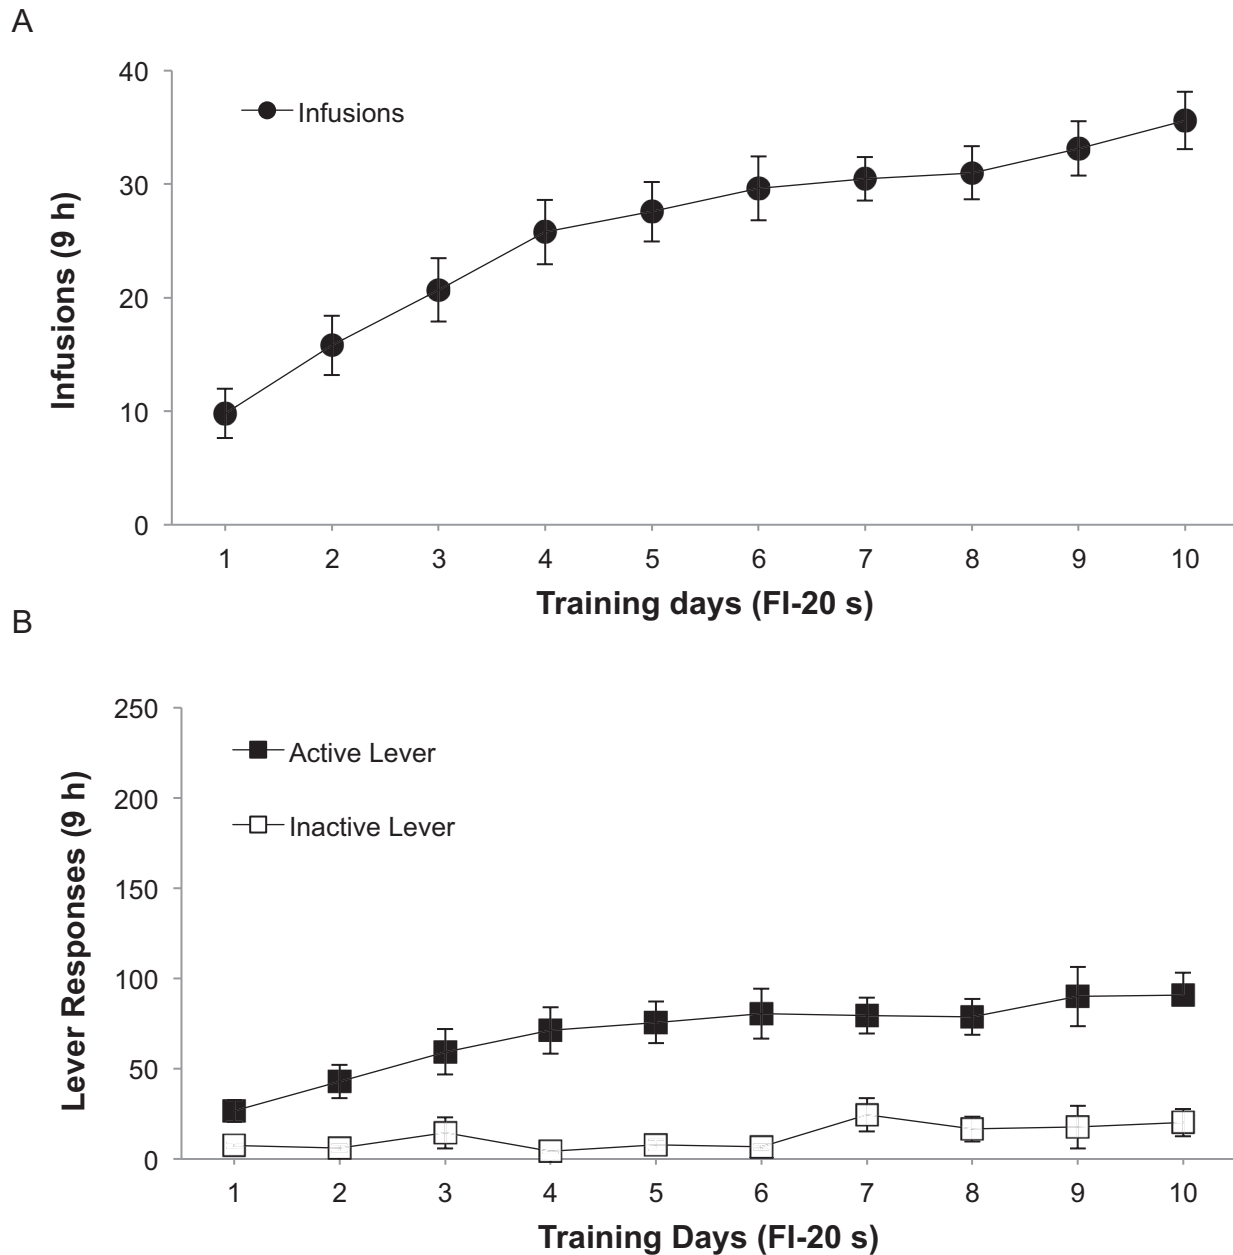 A
40
30
20
10
0
Infusions (9 h)
Infusions
1 2 3 4 5 6 7 8 9 10
Training days (FI-20 s)
B
250
200
150
100
50
0
Lever Responses (9 h)
Active Lever
Inactive Lever
1 2 3 4 5 6 7 8 9 10
Training Days (FI-20 s)